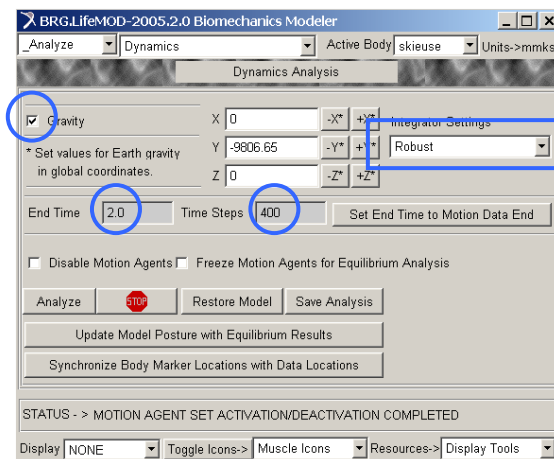 BRG.LifeMOD-2005.2.0 Biomechanics Modeler
_Analyze Dynamics Active Body skieuse Units->mmks
Dynamics Analysis
Gravity X 0 -X* +X* Integrator Settings
* Set values for Earth gravity in global coordinates. Y -9806.65 -Y* +Y* Robust
Z 0 -Z* +Z*
End Time 2.0 Time Steps 400 Set End Time to Motion Data End
Disable Motion Agents Freeze Motion Agents for Equilibrium Analysis
Analyze STOP Restore Model Save Analysis
Update Model Posture with Equilibrium Results
Synchronize Body Marker Locations with Data Locations
STATUS - > MOTION AGENT SET ACTIVATION/DEACTIVATION COMPLETED
Display NONE Toggle Icons-> Muscle Icons Resources-> Display Tools